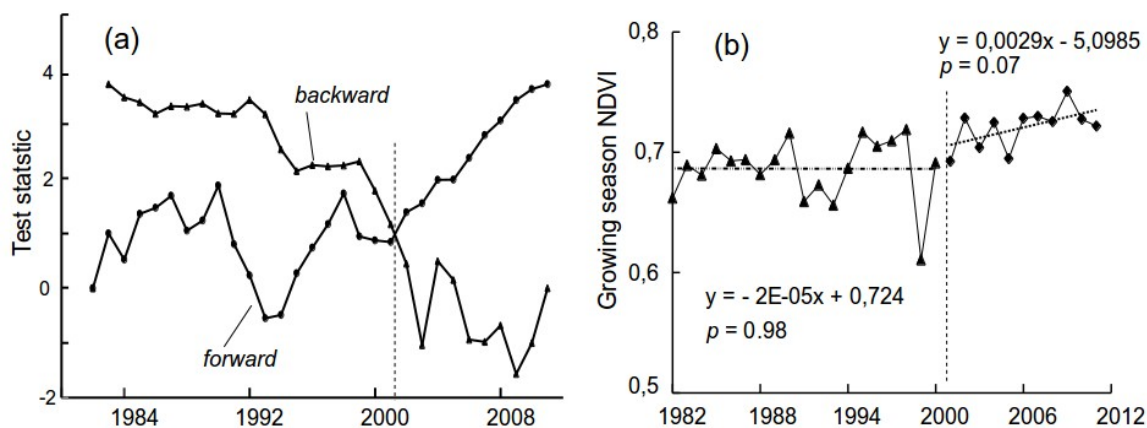 (a)
Test statistic
4
2
0
-2
backward
forward
1984 1992 2000 2008
(b)
Growing season NDVI
0,8
0,7
0,6
0,5
y = 0,0029x - 5,0985
p = 0.07
y = - 2E-05x + 0,724
p = 0.98
1982 1988 1994 2000 2006 2012